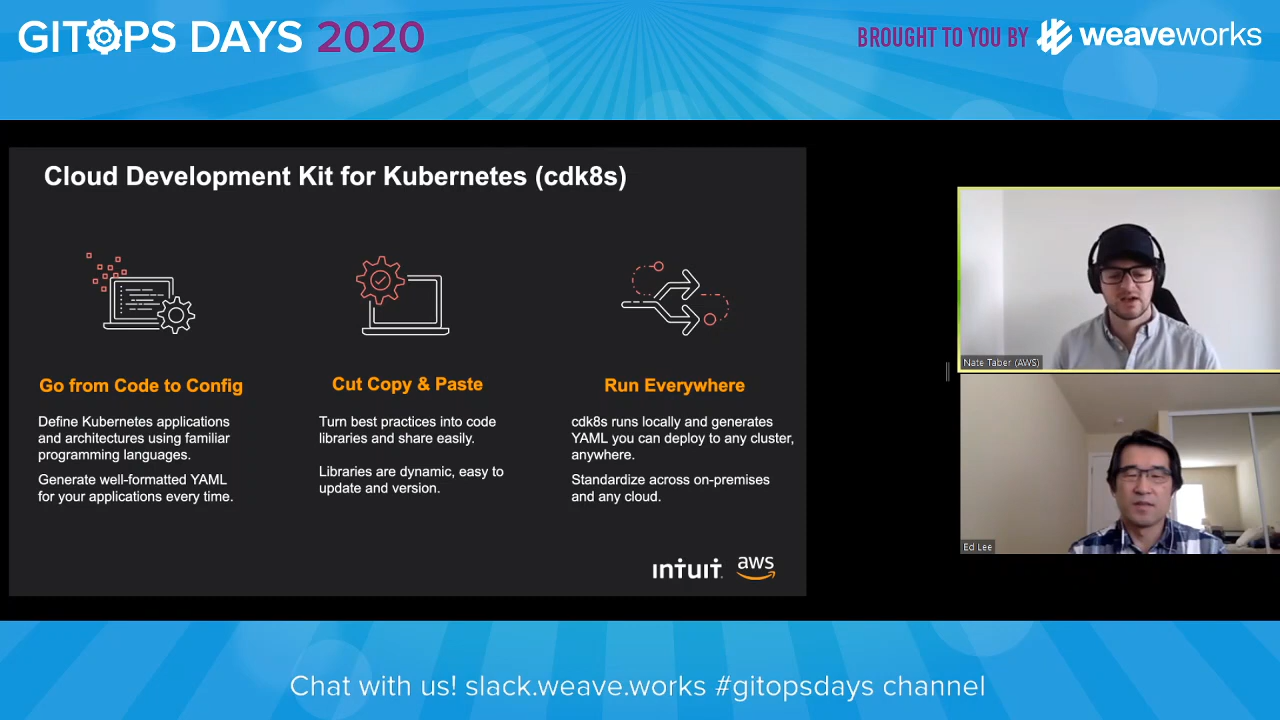 GITOPS DAYS 2020
BROUGHT TO YOU BY weaveworks
Cloud Development Kit for Kubernetes (cdk8s)
Go from Code to Config
Define Kubernetes applications
and architectures using familiar
programming languages.
Generate well-formatted YAML
for your applications every time.
Cut Copy & Paste
Turn best practices into code
libraries and share easily.
Libraries are dynamic, easy to
update and version.
Run Everywhere
cdk8s runs locally and generates
YAML you can deploy to any cluster,
anywhere.
Standardize across on-premises
and any cloud.
INTUIT aws
Nate Taber (AWS)
Ed Lee
Chat with us! slack.weave.works #gitopsdays channel